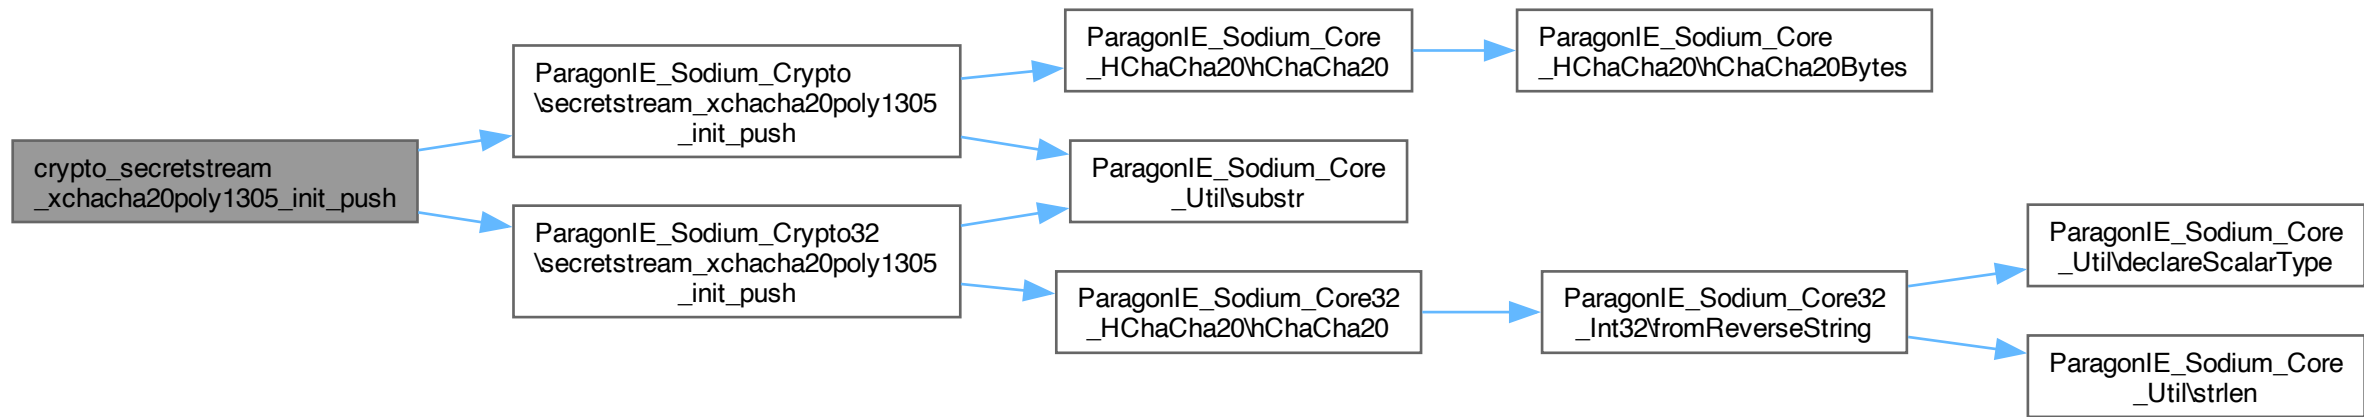 crypto_secretstream
_xchacha20poly1305_init_push
ParagonIE_Sodium_Crypto
\secretstream_xchacha20poly1305
_init_push
ParagonIE_Sodium_Core
_HChaCha20\hChaCha20
ParagonIE_Sodium_Core
_HChaCha20\hChaCha20Bytes
ParagonIE_Sodium_Core
_Util\substr
ParagonIE_Sodium_Crypto32
\secretstream_xchacha20poly1305
_init_push
ParagonIE_Sodium_Core32
_HChaCha20\hChaCha20
ParagonIE_Sodium_Core32
_Int32\fromReverseString
ParagonIE_Sodium_Core
_Util\declareScalarType
ParagonIE_Sodium_Core
_Util\strlen